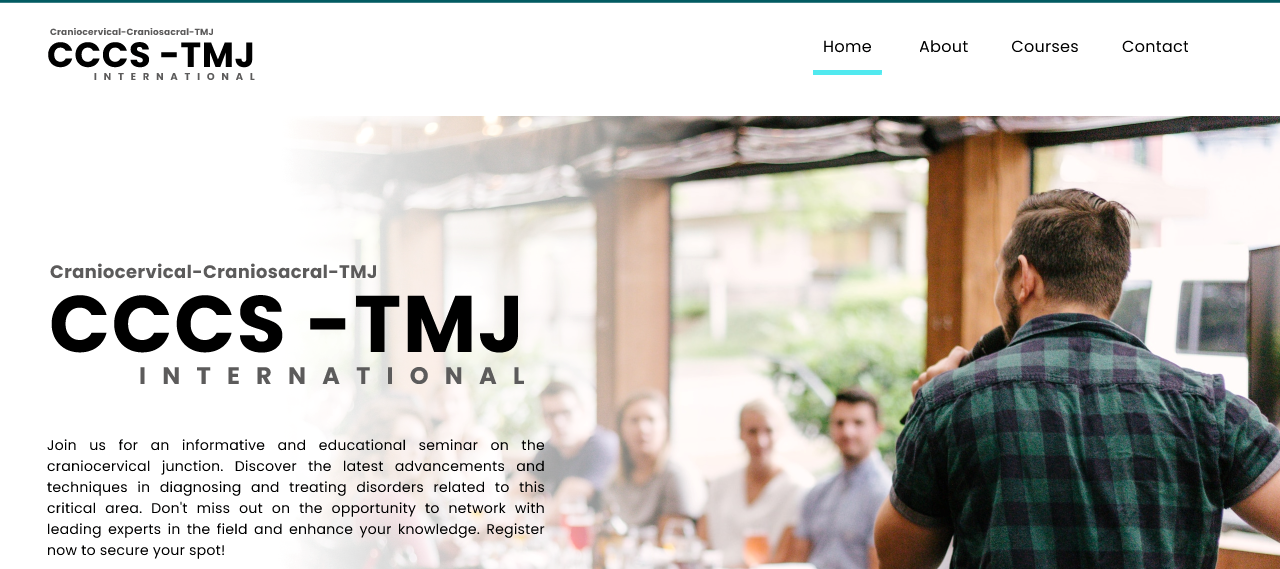 Craniocervical-Craniosacral-TMJ
CCCS -TMJ
INTERNATIONAL
Home
About
Courses
Contact
Craniocervical-Craniosacral-TMJ
CCCS -TMJ
INTERNATIONAL
Join us for an informative and educational seminar on the
craniocervical junction. Discover the latest advancements and
techniques in diagnosing and treating disorders related to this
critical area. Don't miss out on the opportunity to network with
leading experts in the field and enhance your knowledge. Register
now to secure your spot!